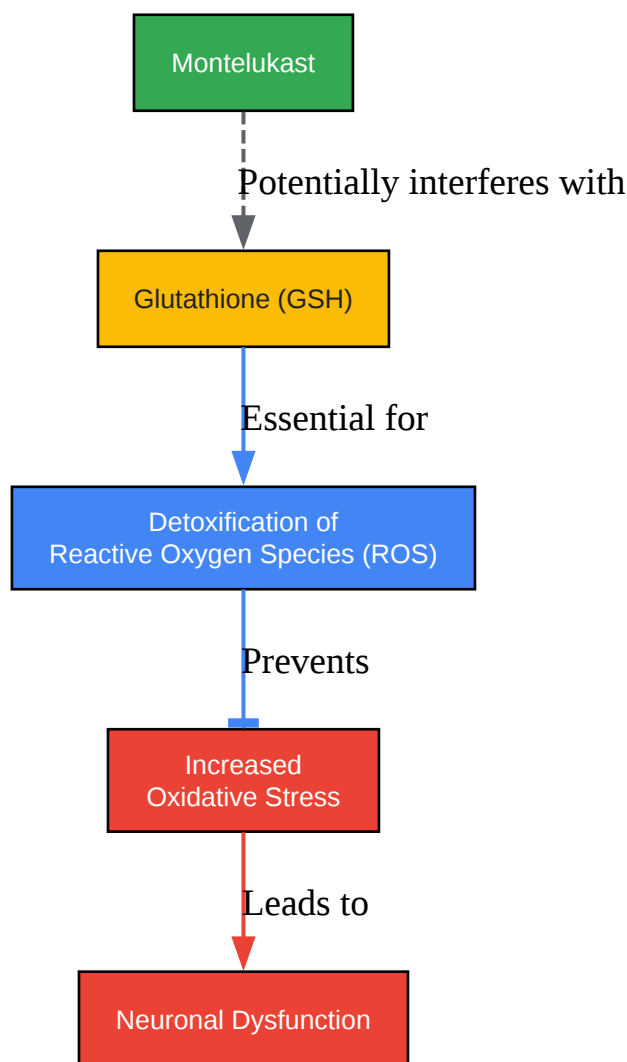 Montelukast
Potentially interferes with
Glutathione (GSH)
Essential for
Detoxification of
Reactive Oxygen Species (ROS)
Prevents
Increased
Oxidative Stress
Leads to
Neuronal Dysfunction